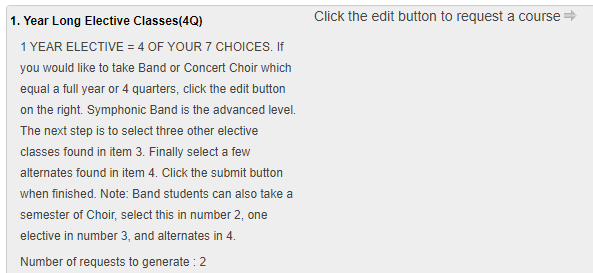 1. Year Long Elective Classes(4Q)
Click the edit button to request a course
1 YEAR ELECTIVE = 4 OF YOUR 7 CHOICES. If
you would like to take Band or Concert Choir which
equal a full year or 4 quarters, click the edit button
on the right. Symphonic Band is the advanced level.
The next step is to select three other elective
classes found in item 3. Finally select a few
alternates found in item 4. Click the submit button
when finished. Note: Band students can also take a
semester of Choir, select this in number 2, one
elective in number 3, and alternates in 4.
Number of requests to generate : 2